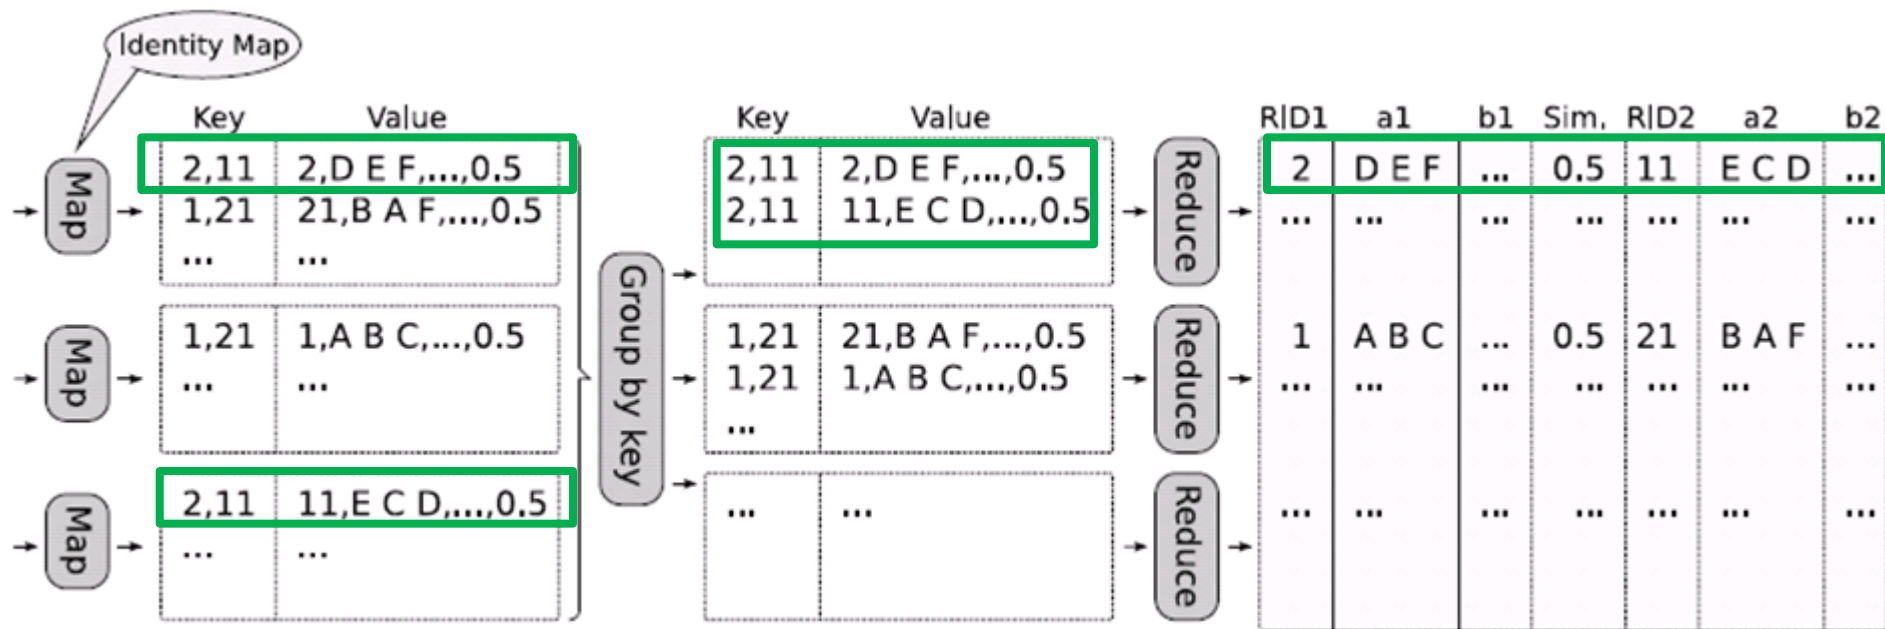 Identity Map
Key Value
Map
2,11 2,D E F,...,0.5
1,21 21,B A F,...,0.5
... ...
Map
1,21 1,A B C,...,0.5
... ...
Map
2,11 11,E C D,...,0.5
... ...
Group by key
Key Value
2,11 2,D E F,...,0.5
2,11 11,E C D,...,0.5
1,21 21,B A F,...,0.5
1,21 1,A B C,...,0.5
...
... ...
Reduce
Reduce
Reduce
RID1 a1 b1 Sim. RID2 a2 b2
2 D E F ... 0.5 11 E C D ...
... ... ... ... ... ... ...
1 A B C ... 0.5 21 B A F ...
... ... ... ... ... ... ...
... ... ... ... ... ... ...